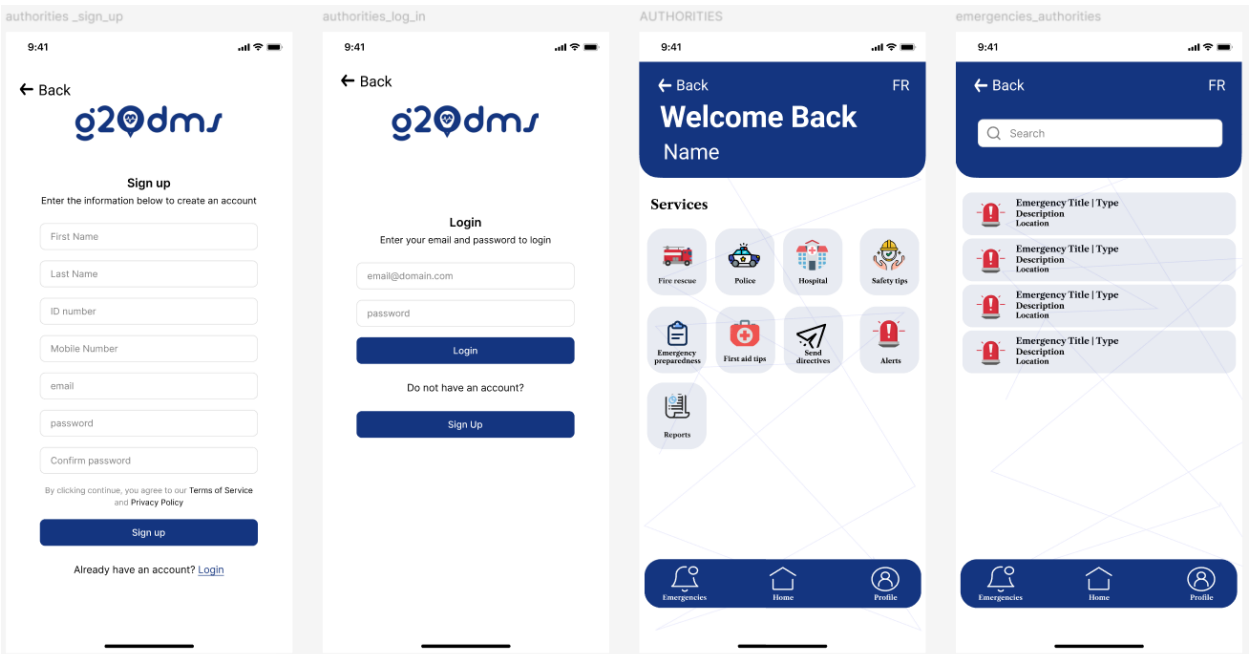 authorities _sign_up
9:41
Back
g2dms
Sign up
Enter the information below to create an account
First Name
Last Name
ID number
Mobile Number
email
password
Confirm password
By clicking continue, you agree to our Terms of Service
and Privacy Policy
Sign up
Already have an account? Login
authorities_log_in
9:41
Back
g2dms
Login
Enter your email and password to login
email@domain.com
password
Login
Do not have an account?
Sign Up
AUTHORITIES
9:41
Back FR
Welcome Back
Name
Services
Fire rescue
Police
Hospital
Safety tips
Emergency
preparedness
First aid tips
Send
directives
Alerts
Reports
Emergencies
Home
Profile
emergencies_authorities
9:41
Back FR
Search
Emergency Title | Type
Description
Location
Emergency Title | Type
Description
Location
Emergency Title | Type
Description
Location
Emergency Title | Type
Description
Location
Emergencies
Home
Profile